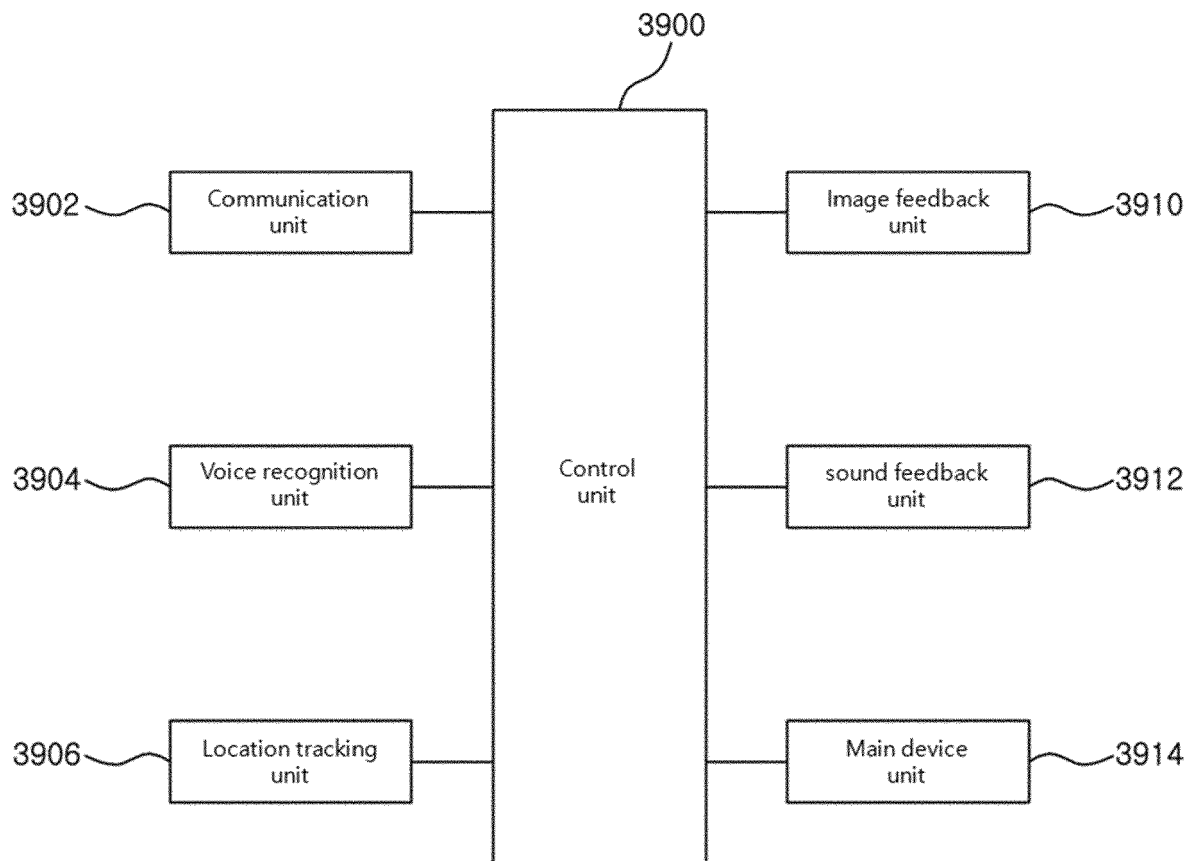 3900
3902
Communication
unit
Image feedback
unit
3910
3904
Voice recognition
unit
Control
unit
sound feedback
unit
3912
3906
Location tracking
unit
Main device
unit
3914